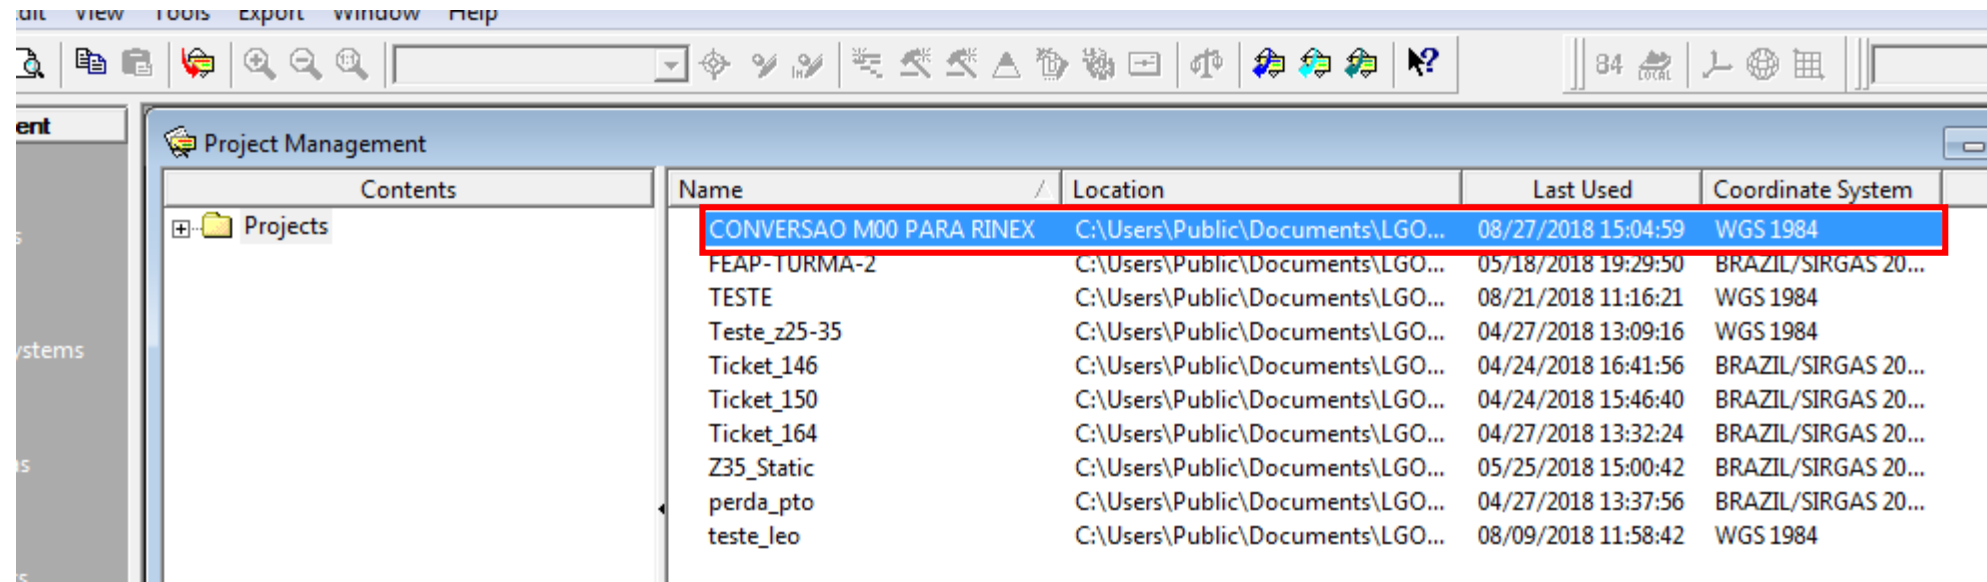 View Tools Export Window Help
84 LOCAL
ent
Project Management
Contents
Name Location Last Used Coordinate System
Projects
CONVERSAO M00 PARA RINEX C:\Users\Public\Documents\LGO... 08/27/2018 15:04:59 WGS 1984
FEAP-TURMA-2 C:\Users\Public\Documents\LGO... 05/18/2018 19:29:50 BRAZIL/SIRGAS 20...
TESTE C:\Users\Public\Documents\LGO... 08/21/2018 11:16:21 WGS 1984
Teste_z25-35 C:\Users\Public\Documents\LGO... 04/27/2018 13:09:16 WGS 1984
ystems
Ticket_146 C:\Users\Public\Documents\LGO... 04/24/2018 16:41:56 BRAZIL/SIRGAS 20...
Ticket_150 C:\Users\Public\Documents\LGO... 04/24/2018 15:46:40 BRAZIL/SIRGAS 20...
Ticket_164 C:\Users\Public\Documents\LGO... 04/27/2018 13:32:24 BRAZIL/SIRGAS 20...
Z35_Static C:\Users\Public\Documents\LGO... 05/25/2018 15:00:42 BRAZIL/SIRGAS 20...
perda_pto C:\Users\Public\Documents\LGO... 04/27/2018 13:37:56 BRAZIL/SIRGAS 20...
teste_leo C:\Users\Public\Documents\LGO... 08/09/2018 11:58:42 WGS 1984